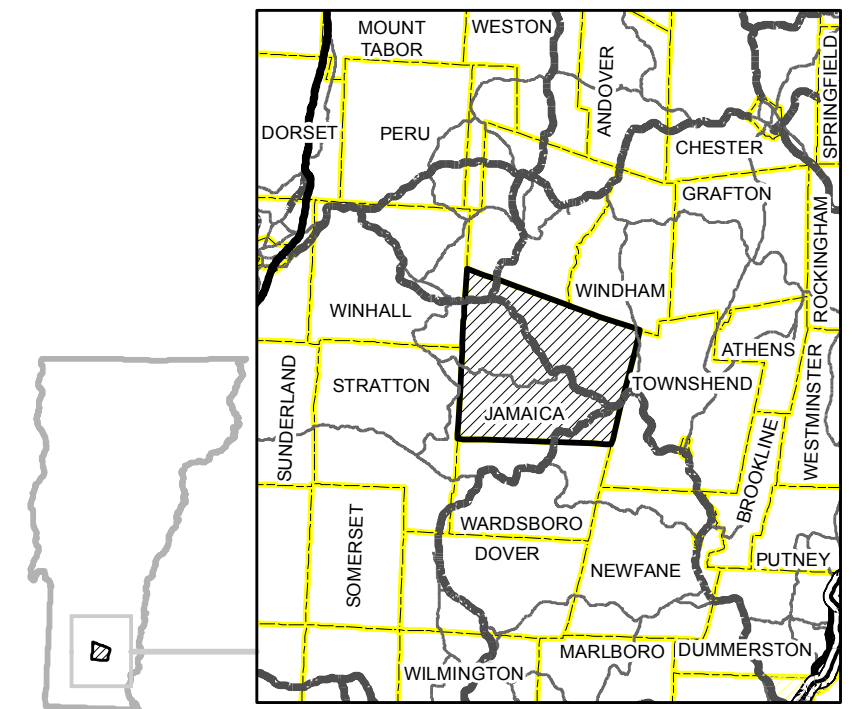 MOUNT
TABOR
WESTON
ANDOVER
SPRINGFIELD
DORSET
PERU
CHESTER
GRAFTON
ROCKINGHAM
WINDHAM
WINHALL
ATHENS
SUNDERLAND
STRATTON
TOWNSHEND
WESTMINSTER
JAMAICA
BROOKLINE
SOMERSET
WARDSBORO
DOVER
NEWFANE
PUTNEY
MARLBORO
DUMMERSTON
WILMINGTON